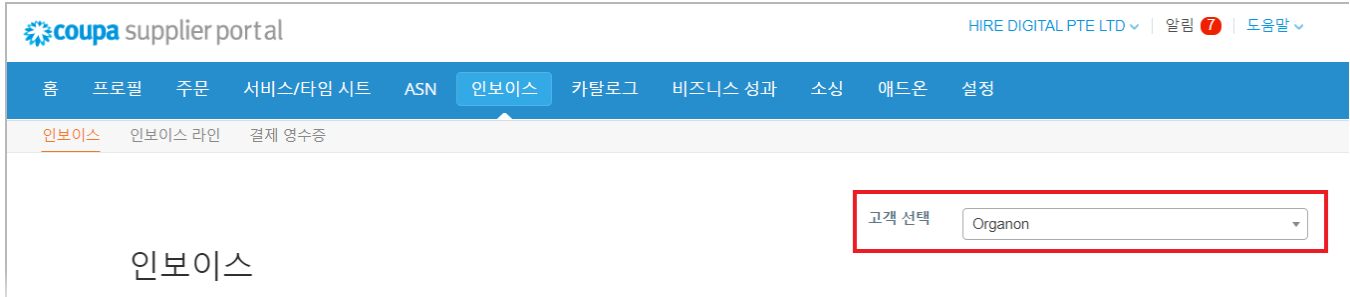 coupa supplier portal
HIRE DIGITAL PTE LTD 알림 7 도움말
홈 프로필 주문 서비스/타임 시트 ASN 인보이스 카탈로그 비즈니스 성과 소싱 애드온 설정
인보이스 인보이스 라인 결제 영수증
고객 선택 Organon
인보이스